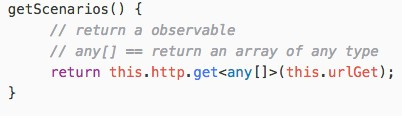 getScenarios() {
// return a observable
// any[] == return an array of any type
return this.http.get<any[]>(this.urlGet);
}